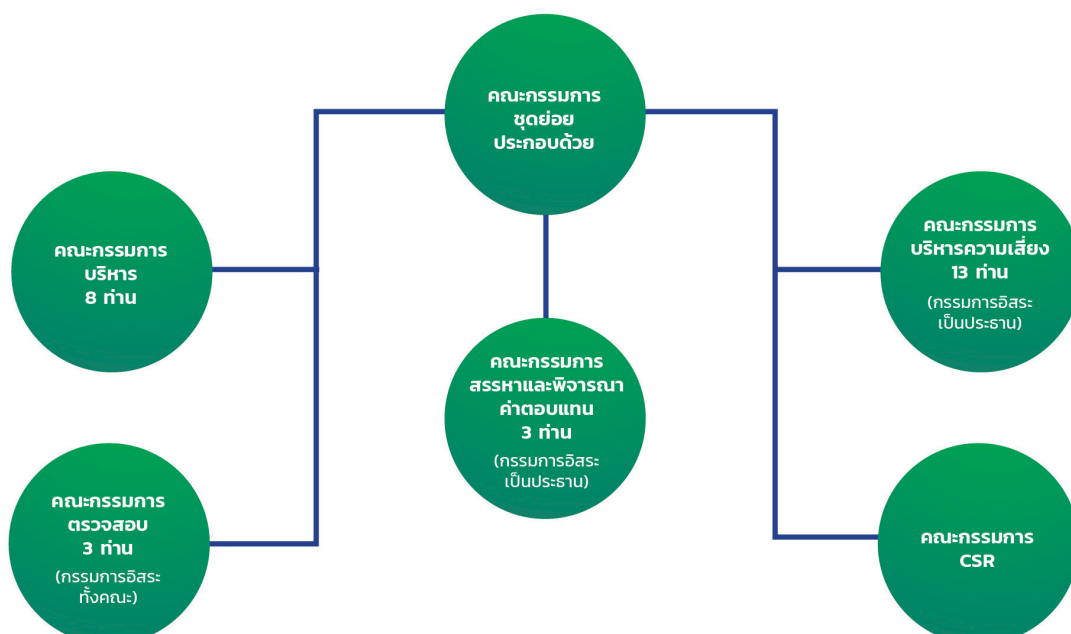 คณะกรรมการ
ชุดย่อย
ประกอบด้วย
คณะกรรมการ
บริหาร
8 ท่าน
คณะกรรมการ
บริหารความเสี่ยง
13 ท่าน
(กรรมการอิสระ
เป็นประธาน)
คณะกรรมการ
สรรหาและพิจารณา
ค่าตอบแทน
3 ท่าน
(กรรมการอิสระ
เป็นประธาน)
คณะกรรมการ
ตรวจสอบ
3 ท่าน
(กรรมการอิสระ
ทั้งคณะ)
คณะกรรมการ
CSR